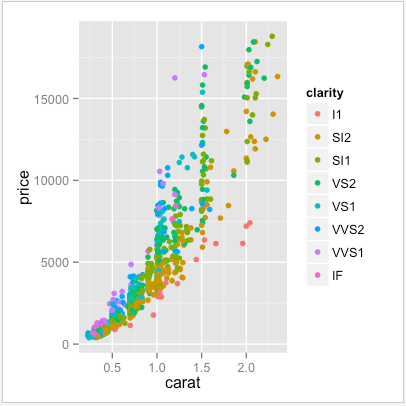 clarity
I1
SI2
SI1
VS2
VS1
VVS2
VVS1
IF
price
15000
10000
5000
0
0.5 1.0 1.5 2.0
carat